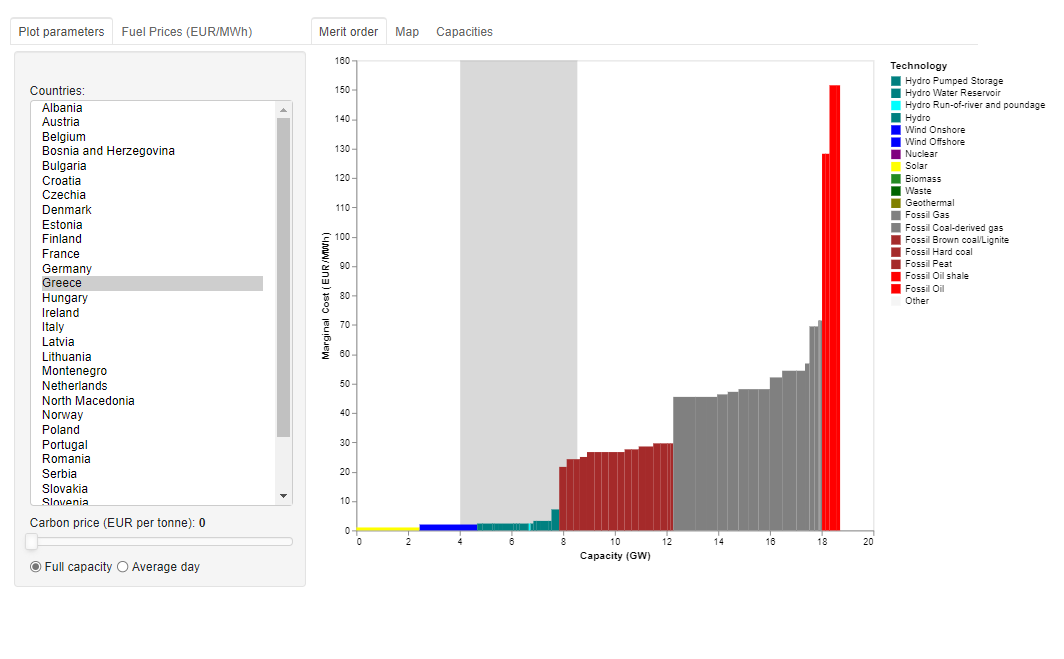 Plot parameters
Fuel Prices (EUR/MWh)
Merit order
Map
Capacities
Countries:
Albania
Austria
Belgium
Bosnia and Herzegovina
Bulgaria
Croatia
Czechia
Denmark
Estonia
Finland
France
Germany
Greece
Hungary
Ireland
Italy
Latvia
Lithuania
Montenegro
Netherlands
North Macedonia
Norway
Poland
Portugal
Romania
Serbia
Slovakia
Slovenia
Carbon price (EUR per tonne): 0
Full capacity
Average day
Marginal Cost (EUR/MWh)
160
150
140
130
120
110
100
90
80
70
60
50
40
30
20
10
0
0 2 4 6 8 10 12 14 16 18 20
Capacity (GW)
Technology
Hydro Pumped Storage
Hydro Water Reservoir
Hydro Run-of-river and poundage
Hydro
Wind Onshore
Wind Offshore
Nuclear
Solar
Biomass
Waste
Geothermal
Fossil Gas
Fossil Coal-derived gas
Fossil Brown coal/Lignite
Fossil Hard coal
Fossil Peat
Fossil Oil shale
Fossil Oil
Other